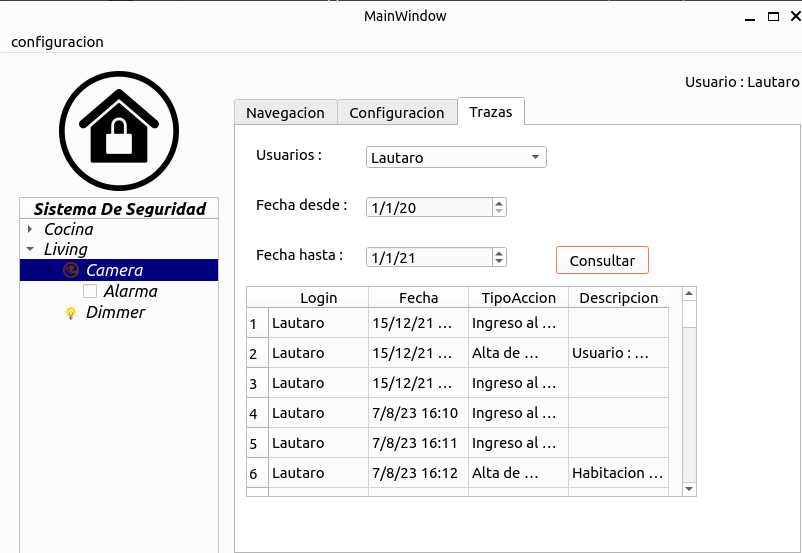 MainWindow
configuracion
Usuario : Lautaro
Navegacion Configuracion Trazas
Usuarios : Lautaro
Fecha desde : 1/1/20
Fecha hasta : 1/1/21
Consultar
Sistema De Seguridad
Cocina
Living
Camera
Alarma
Dimmer
Login Fecha TipoAccion Descripcion
1 Lautaro 15/12/21 … Ingreso al …
2 Lautaro 15/12/21 … Alta de … Usuario : …
3 Lautaro 15/12/21 … Ingreso al …
4 Lautaro 7/8/23 16:10 Ingreso al …
5 Lautaro 7/8/23 16:11 Ingreso al …
6 Lautaro 7/8/23 16:12 Alta de … Habitacion …